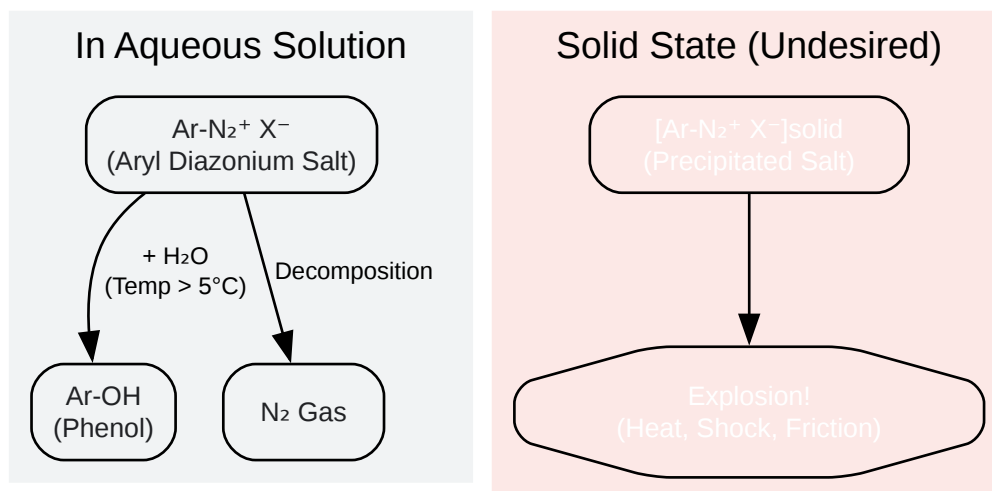 In Aqueous Solution
Ar-N₂⁺ X⁻
(Aryl Diazonium Salt)
+ H₂O
(Temp > 5°C)
Decomposition
Ar-OH
(Phenol)
N₂ Gas
Solid State (Undesired)
[Ar-N₂⁺ X⁻]solid
(Precipitated Salt)
Explosion!
(Heat, Shock, Friction)